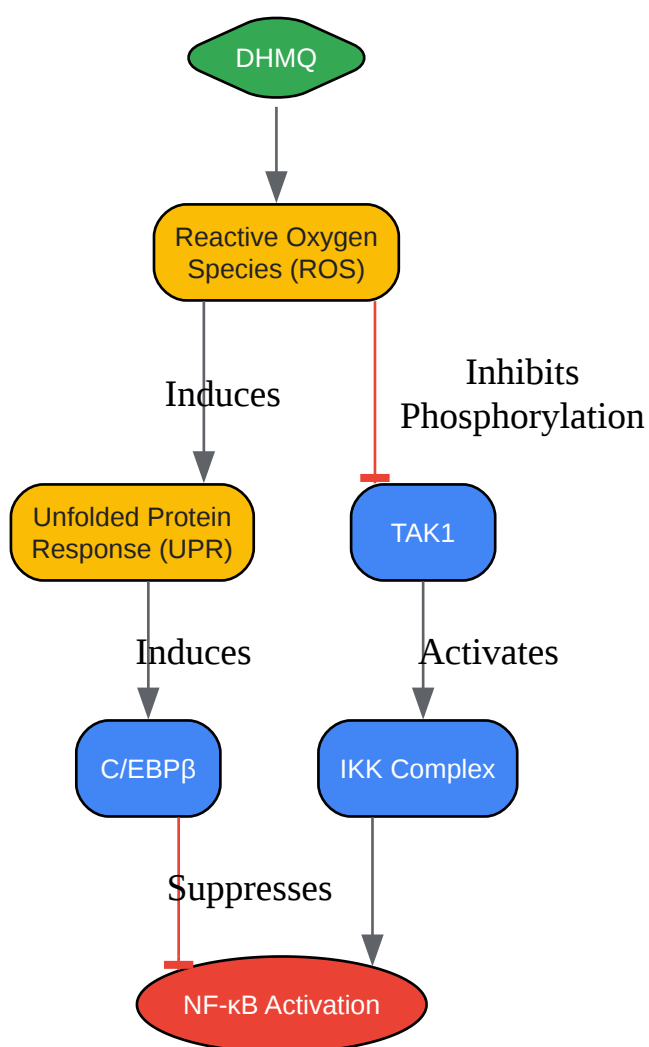 DHMQ
Reactive Oxygen
Species (ROS)
Induces
Inhibits
Phosphorylation
Unfolded Protein
Response (UPR)
TAK1
Induces
Activates
C/EBPβ
IKK Complex
Suppresses
NF-κB Activation